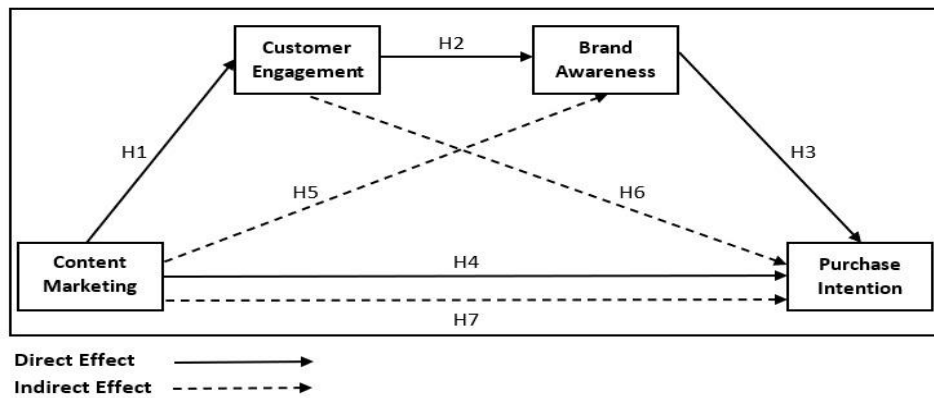 Customer
Engagement
H2
Brand
Awareness
H1
H5
H6
H3
Content
Marketing
H4
Purchase
Intention
H7
Direct Effect
Indirect Effect